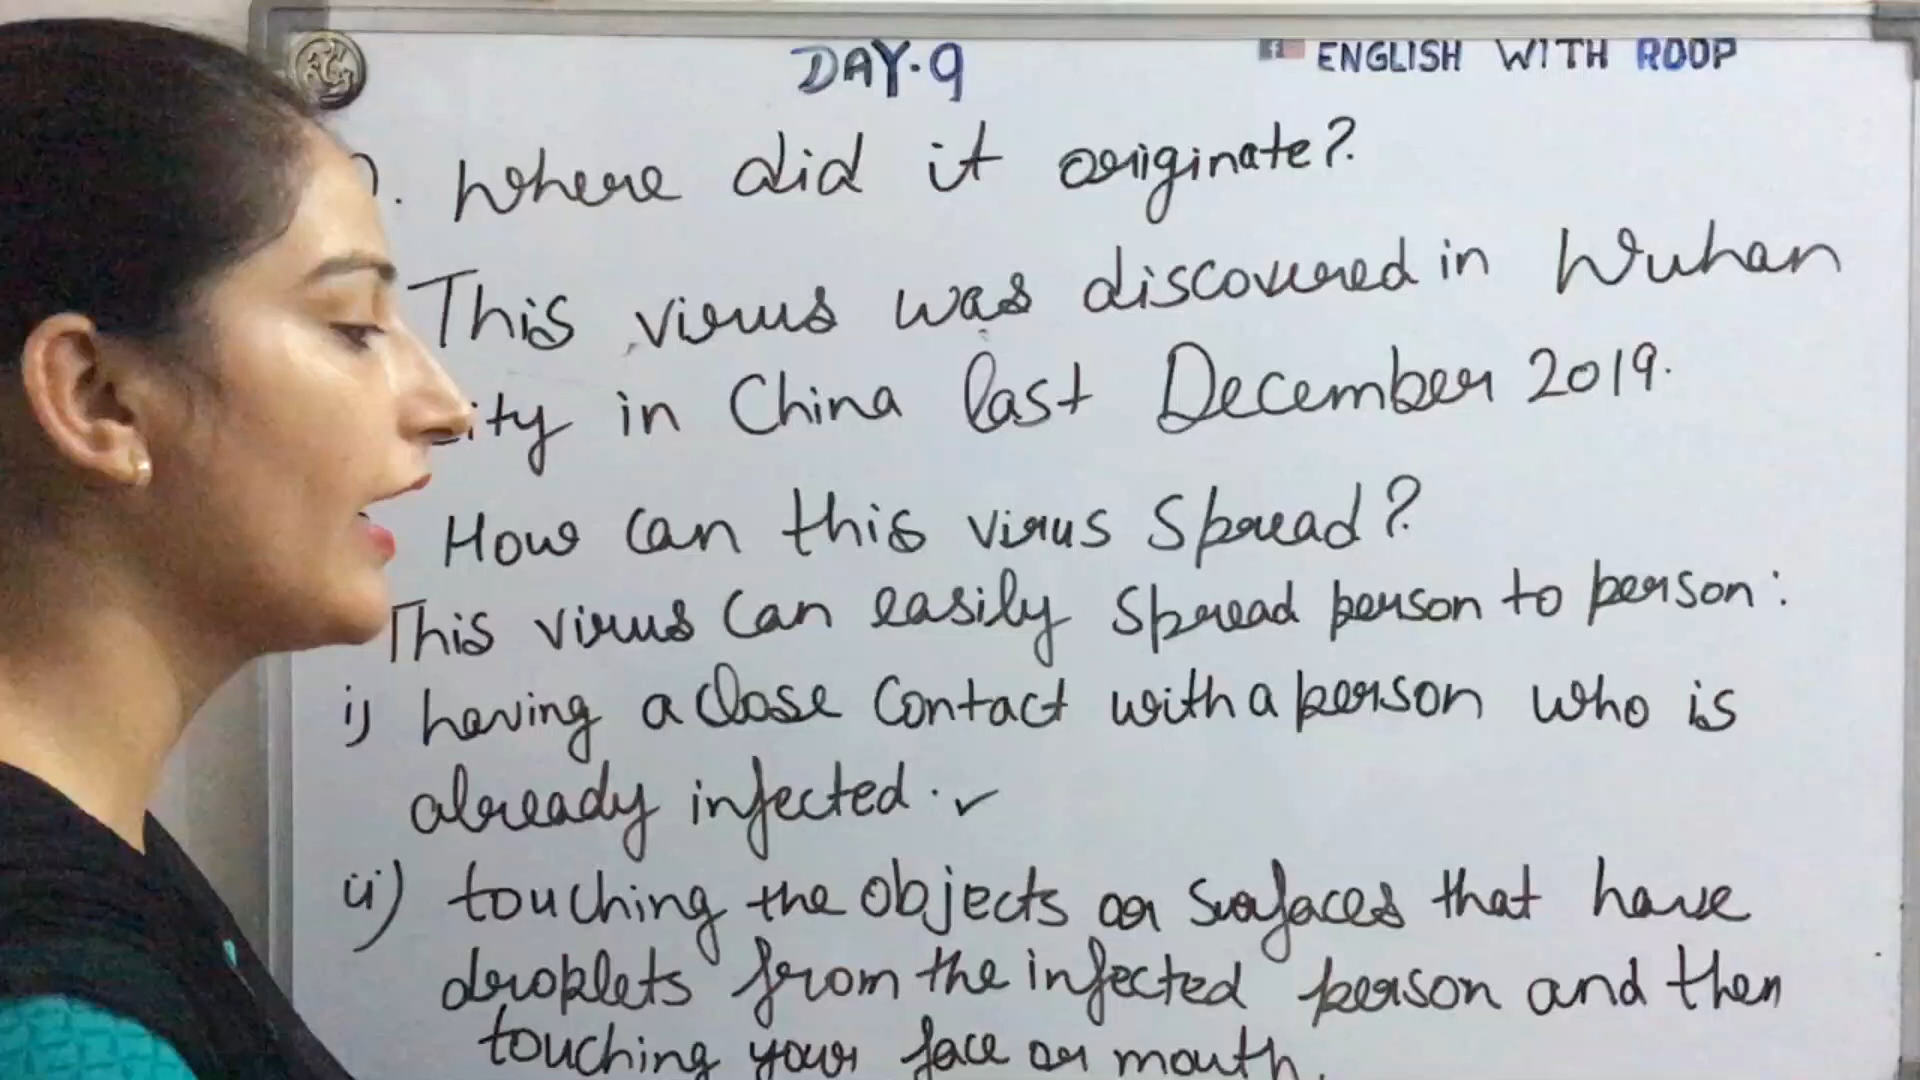 DAY.9
ENGLISH WITH ROOP
Where did it originate?
This virus was discovered in Wuhan
city in China last December 2019.
How can this virus spread?
This virus can easily spread person to person:
i) having a close contact with a person who is
already infected.
ii) touching the objects or surfaces that have
droplets from the infected person and then
touching your face or mouth.